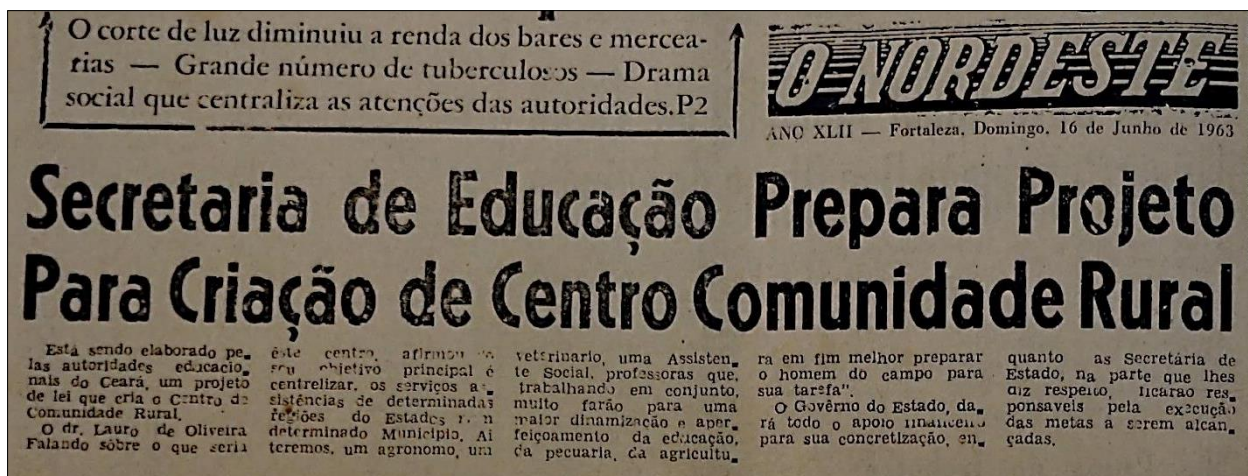 O corte de luz diminuiu a renda dos bares e mercea-
rias — Grande número de tuberculosos — Drama
social que centraliza as atenções das autoridades.P2
O NORDESTE
ANO XLII — Fortaleza, Domingo, 16 de Junho de 1963
Secretaria de Educação Prepara Projeto
Para Criação de Centro Comunidade Rural
Está sendo elaborado pe-
las autoridades educacio-
nais do Ceará, um projeto
de lei que cria o Centro de
Comunidade Rural.
O dr. Lauro de Oliveira
Falando sôbre o que seria
êste centro, afirmou
seu objetivo principal é
centrelizar, os serviços as-
sistências de determinadas
regiões do Estados
determinado Municipio, Ai
teremos, um agronomo, um
veterinario, uma Assisten-
te Social, professoras que,
trabalhando em conjunto,
muito farão para uma
maior dinamização e aper-
feiçoamento da educação,
da pecuaria, da agricultu-
ra em fim melhor preparar
o homem do campo para
sua tarefa".
O Govêrno do Estado, da-
rá todo o apoio financeiro
para sua concretização, en-
quanto as Secretária de
Estado, na parte que lhes
diz respeito, ficarão res-
ponsaveis pela execução
das metas a serem alcan-
çadas.